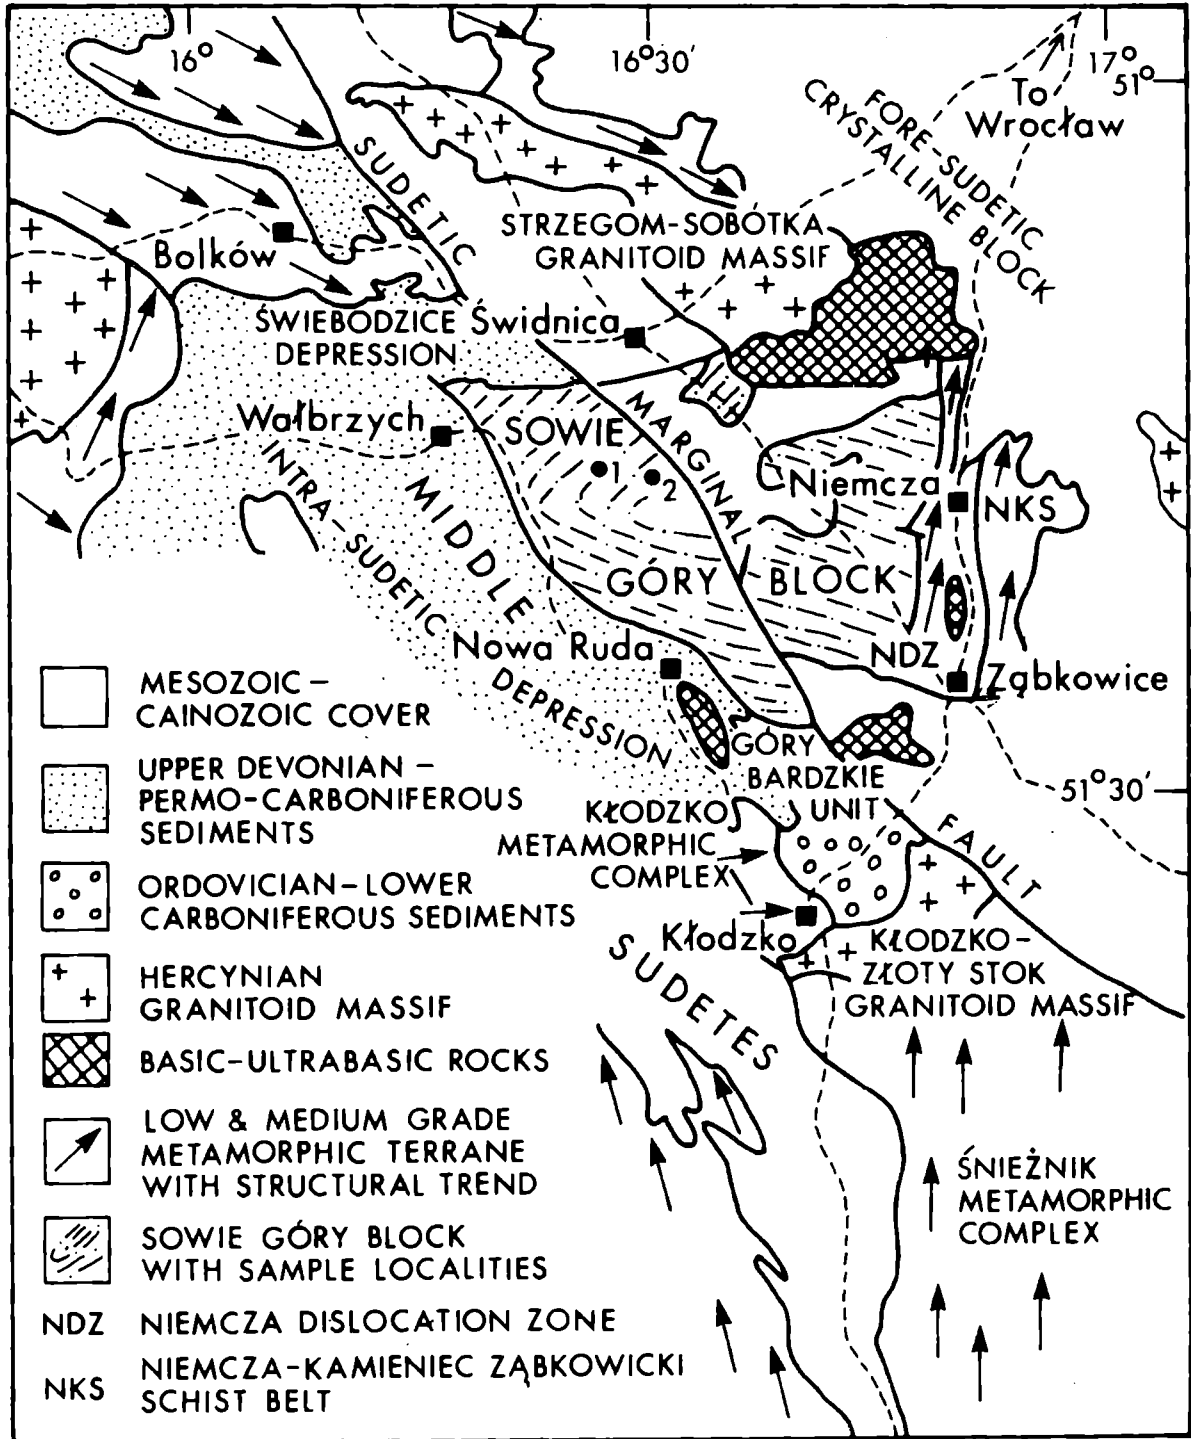 16°
16°30′
17°
51°
To
Wrocław
FORE-SUDETIC
CRYSTALLINE BLOCK
SUDETIC
STRZEGOM-SOBÓTKA
GRANITOID MASSIF
Bolków
ŚWIEBODZICE
DEPRESSION
Świdnica
Wałbrzych
SOWIE
MARGINAL
1
2
Niemcza
NKS
INTRA-SUDETIC
MIDDLE
GÓRY
BLOCK
Nowa Ruda
NDZ
Ząbkowice
DEPRESSION
GÓRY
BARDZKIE
UNIT
51°30′
KŁODZKO
METAMORPHIC
COMPLEX
FAULT
Kłodzko
KŁODZKO-
ZŁOTY STOK
GRANITOID MASSIF
SUDETES
ŚNIEŻNIK
METAMORPHIC
COMPLEX
MESOZOIC-
CAINOZOIC COVER
UPPER DEVONIAN-
PERMO-CARBONIFEROUS
SEDIMENTS
ORDOVICIAN-LOWER
CARBONIFEROUS SEDIMENTS
HERCYNIAN
GRANITOID MASSIF
BASIC-ULTRABASIC ROCKS
LOW & MEDIUM GRADE
METAMORPHIC TERRANE
WITH STRUCTURAL TREND
SOWIE GÓRY BLOCK
WITH SAMPLE LOCALITIES
NDZ NIEMCZA DISLOCATION ZONE
NKS NIEMCZA-KAMIENIEC ZĄBKOWICKI
SCHIST BELT